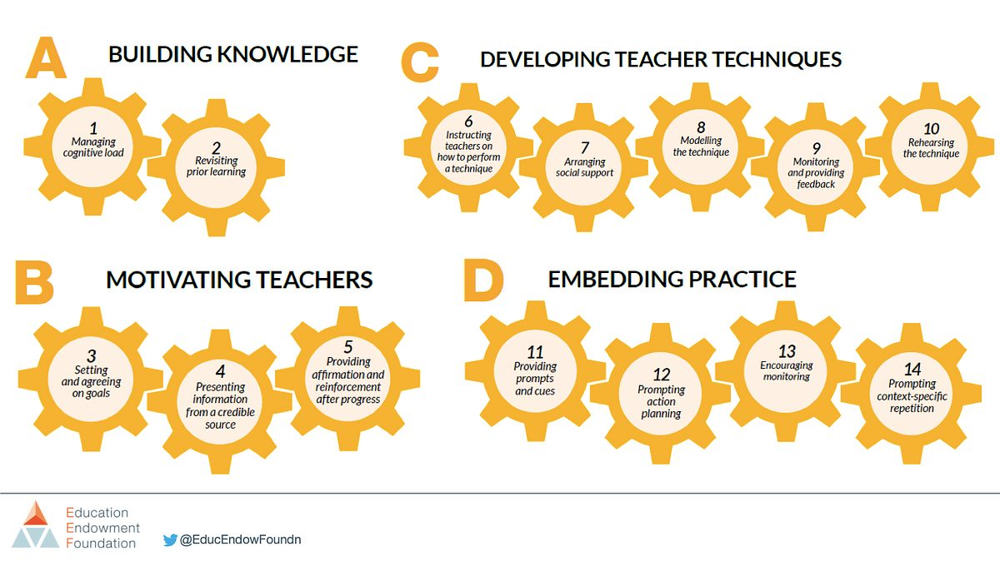 A
BUILDING KNOWLEDGE
1
Managing
cognitive load
2
Revisiting
prior learning
B
MOTIVATING TEACHERS
3
Setting
and agreeing
on goals
4
Presenting
information
from a credible
source
5
Providing
affirmation and
reinforcement
after progress
C
DEVELOPING TEACHER TECHNIQUES
6
Instructing
teachers on
how to perform
a technique
7
Arranging
social support
8
Modelling
the technique
9
Monitoring
and providing
feedback
10
Rehearsing
the technique
D
EMBEDDING PRACTICE
11
Providing
prompts
and cues
12
Prompting
action
planning
13
Encouraging
monitoring
14
Prompting
context-specific
repetition
Education
Endowment
Foundation
@EducEndowFoundn